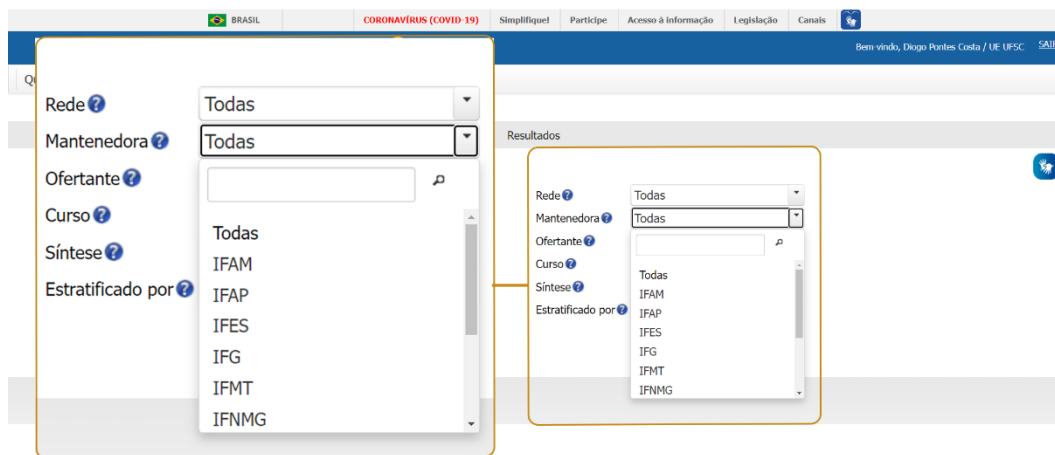 BRASIL
CORONAVÍRUS (COVID-19)
Simplifique!
Participe
Acesso à informação
Legislação
Canais
Bem-vindo, Diogo Pontes Costa / UE UFSC
Resultados
Rede
Todas
Mantenedora
Todas
Ofertante
Curso
Síntese
Estratificado por
Todas
IFAM
IFAP
IFES
IFG
IFMT
IFNMG
Rede
Todas
Mantenedora
Todas
Ofertante
Curso
Síntese
Estratificado por
Todas
IFAM
IFAP
IFES
IFG
IFMT
IFNMG